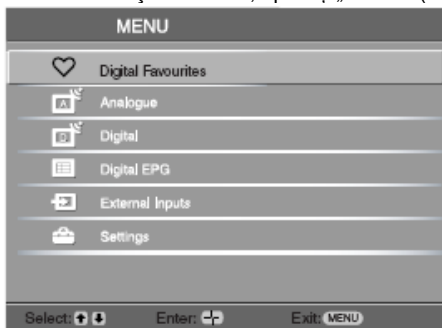 MENU
Digital Favourites
A Analogue
D Digital
Digital EPG
External Inputs
Settings
Select: Enter: Exit: MENU